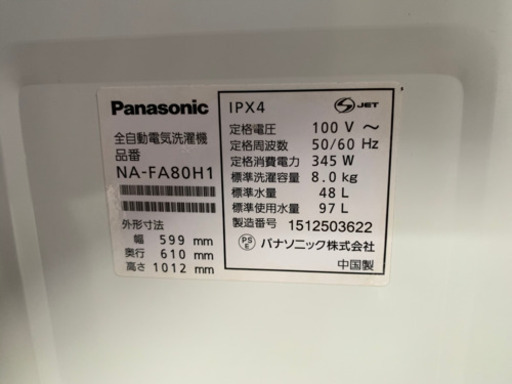 Panasonic
全自動電気洗濯機
品番
NA-FA80H1
外形寸法
幅 599 mm
奥行 610 mm
高さ 1012 mm
IPX4
S JET
定格電圧 100 V ～
定格周波数 50/60 Hz
定格消費電力 345 W
標準洗濯容量 8.0 kg
標準水量 48 L
標準使用水量 97 L
製造番号 1512503622
PS E パナソニック株式会社
中国製